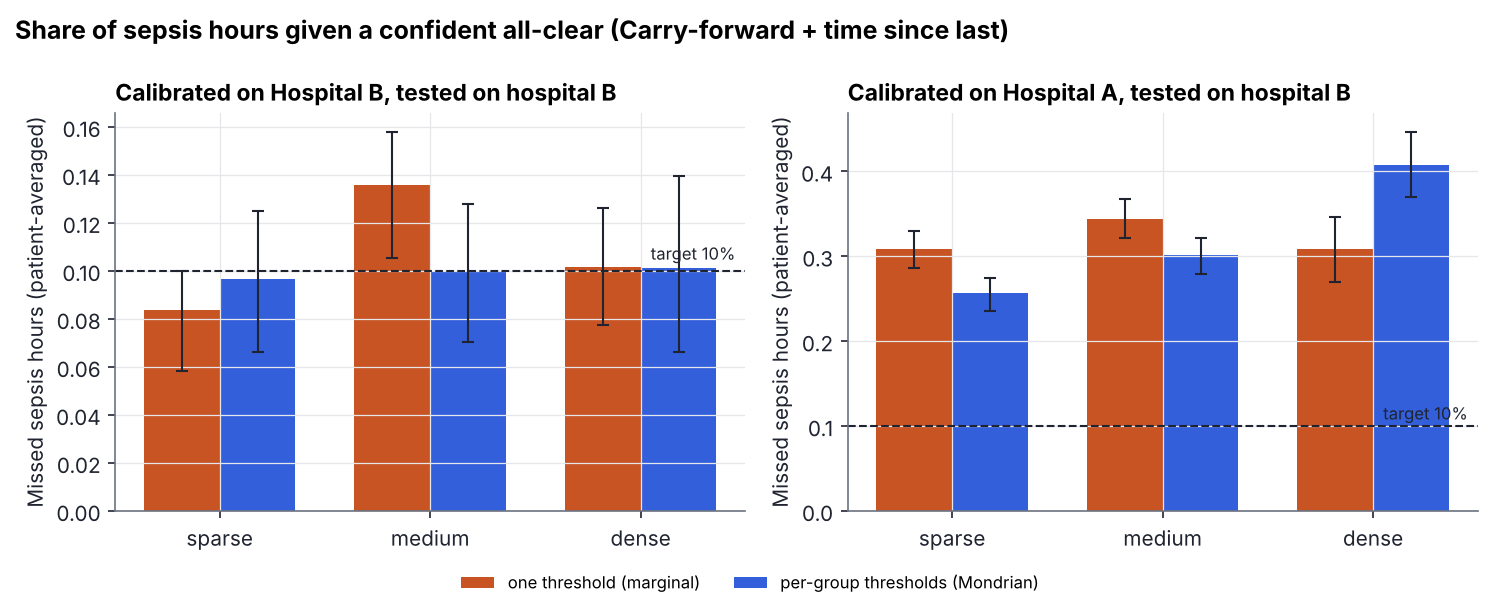 Share of sepsis hours given a confident all-clear (Carry-forward + time since last)
Calibrated on Hospital B, tested on hospital B
Missed sepsis hours (patient-averaged)
0.16
0.14
0.12
0.10
0.08
0.06
0.04
0.02
0.00
target 10%
sparse
medium
dense
Calibrated on Hospital A, tested on hospital B
Missed sepsis hours (patient-averaged)
0.4
0.3
0.2
0.1
0.0
target 10%
sparse
medium
dense
one threshold (marginal)
per-group thresholds (Mondrian)